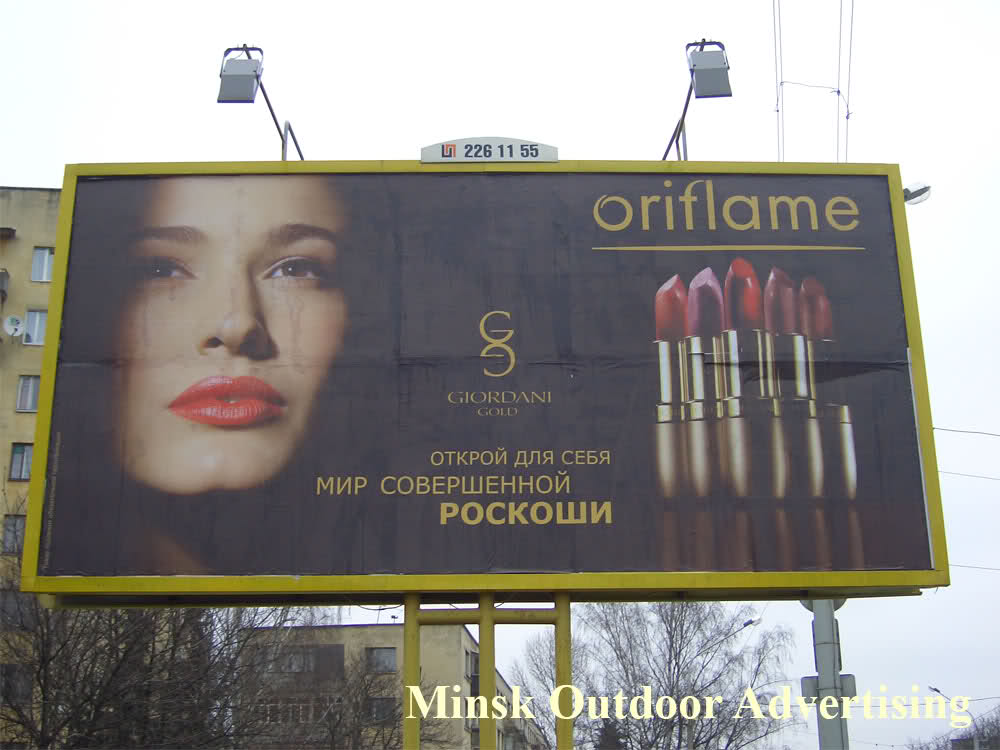 226 11 55
oriflame
GIORDANI
GOLD
ОТКРОЙ ДЛЯ СЕБЯ
МИР СОВЕРШЕННОЙ
РОСКОШИ
Minsk Outdoor Advertising